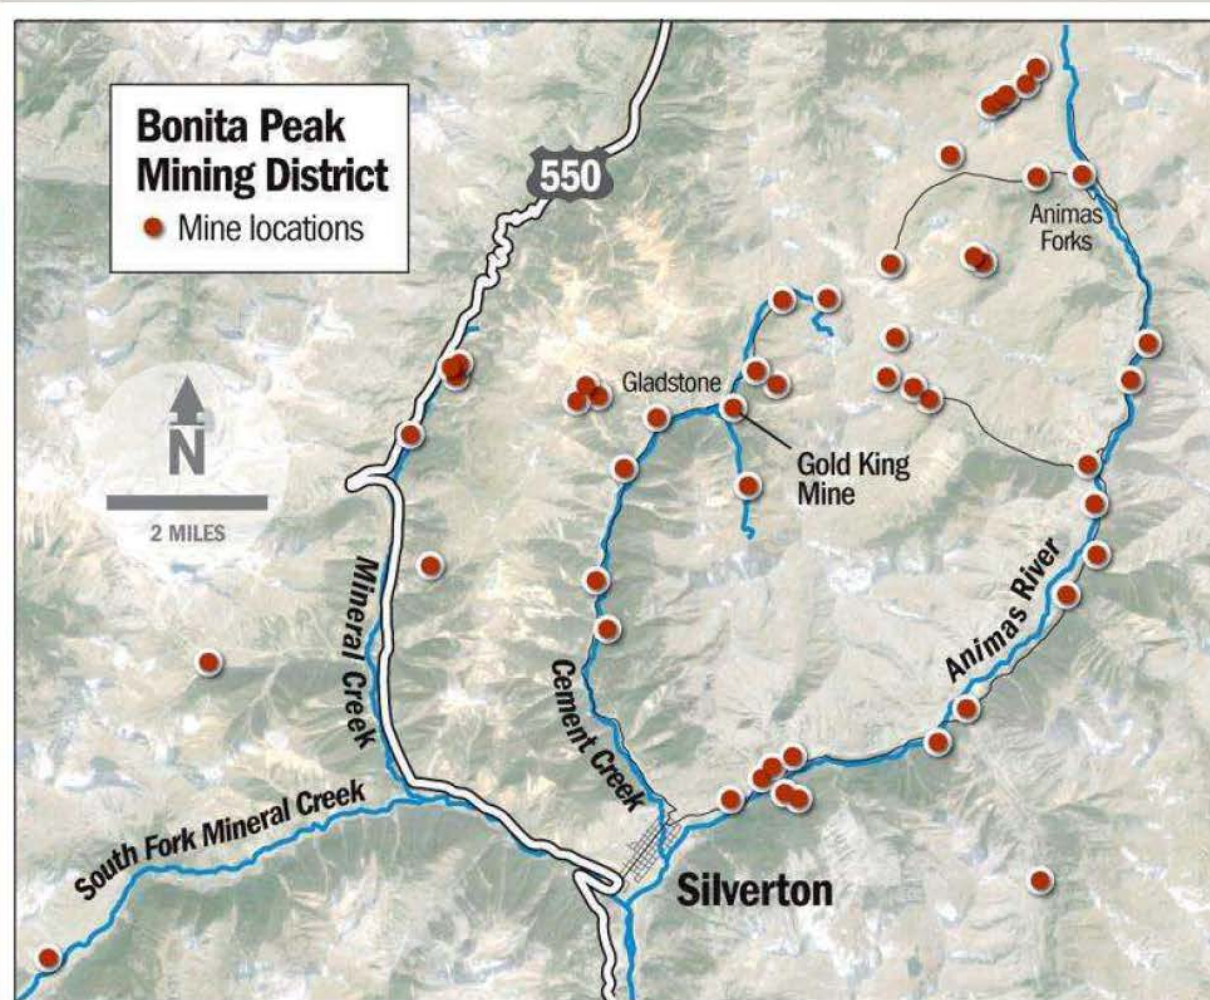 Bonita Peak
Mining District
Mine locations
550
Animas
Forks
Gladstone
Gold King
Mine
N
2 MILES
Mineral Creek
Animas River
Cement Creek
South Fork Mineral Creek
Silverton